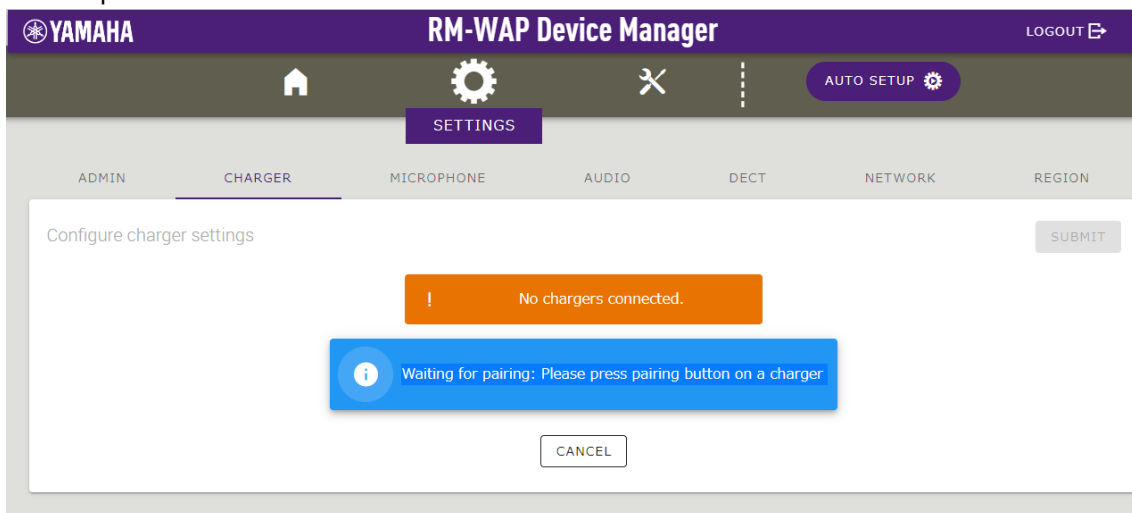 YAMAHA
RM-WAP Device Manager
LOGOUT
AUTO SETUP
SETTINGS
ADMIN
CHARGER
MICROPHONE
AUDIO
DECT
NETWORK
REGION
Configure charger settings
SUBMIT
! No chargers connected.
i Waiting for pairing: Please press pairing button on a charger
CANCEL